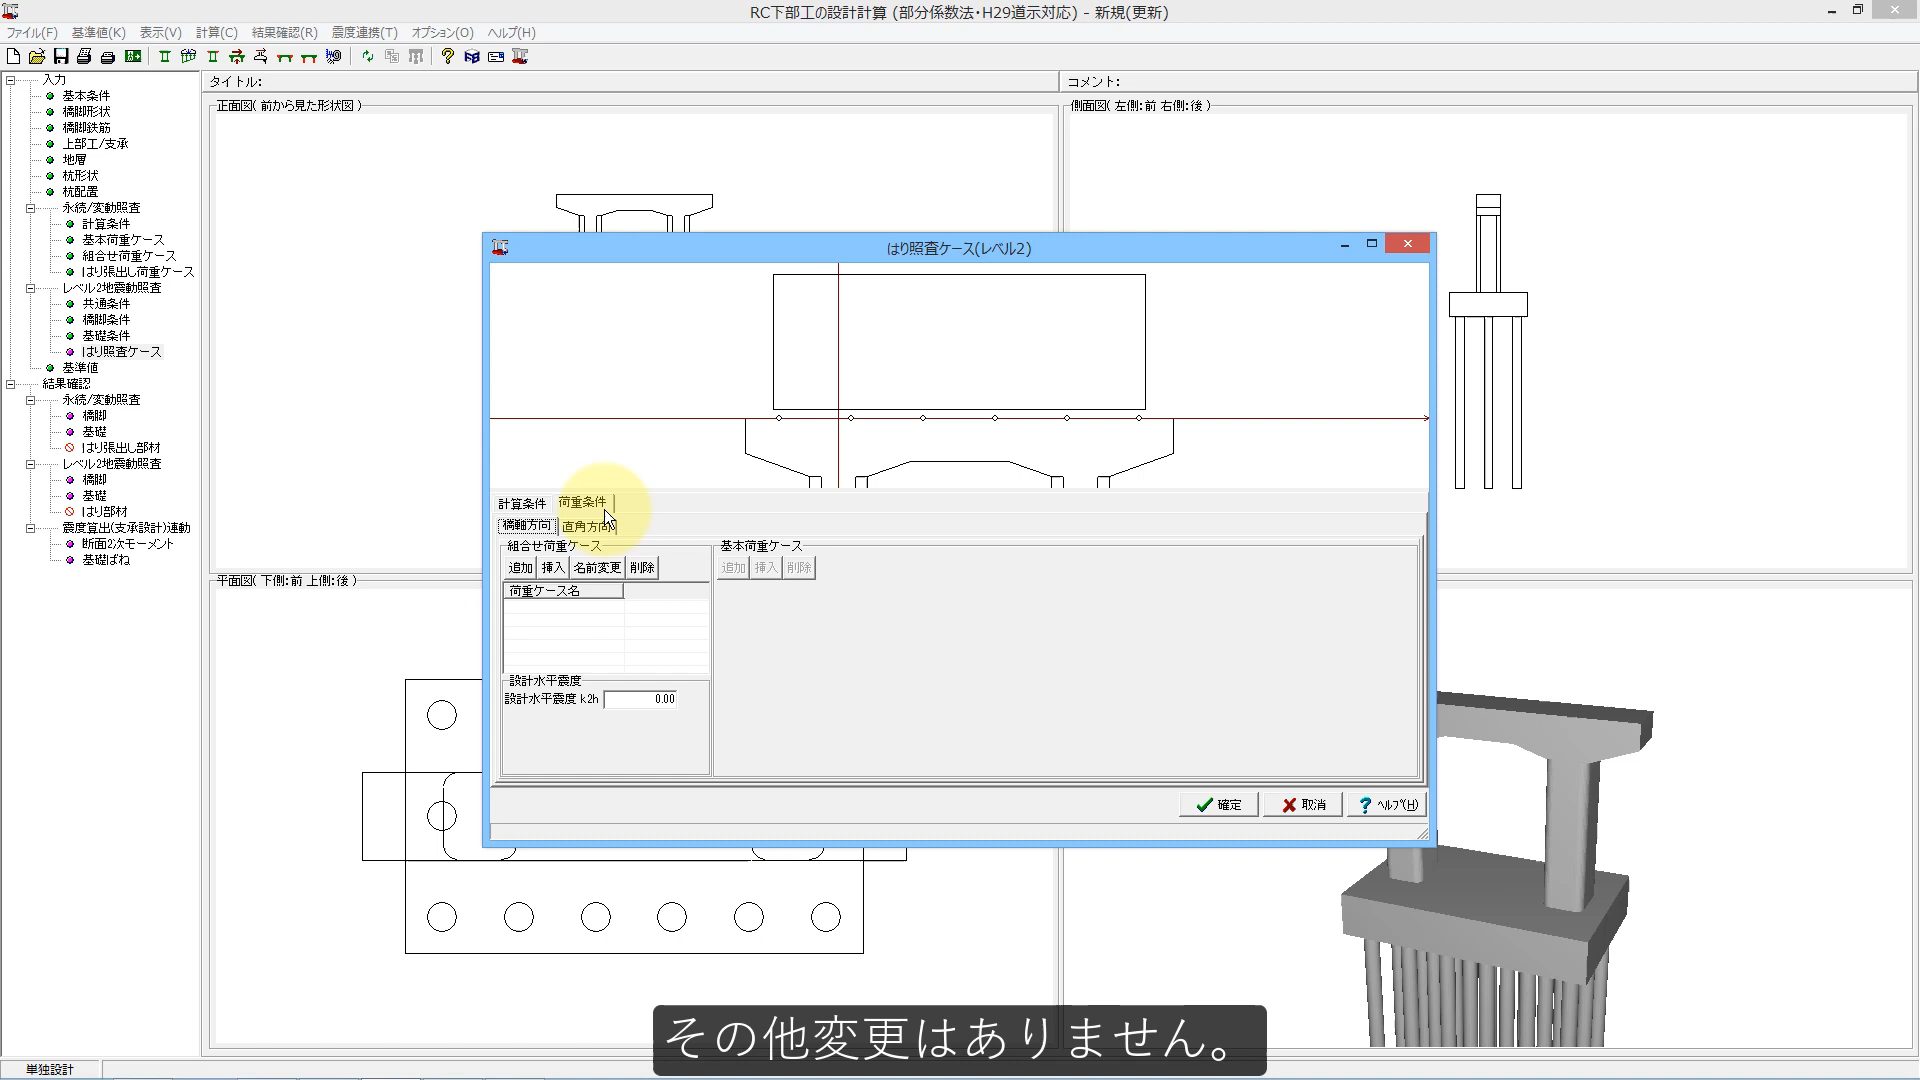 RC下部工の設計計算 (部分係数法・H29道示対応) - 新規(更新)
ファイル(F) 基準値(K) 表示(V) 計算(C) 結果確認(R) 震度連携(T) オプション(O) ヘルプ(H)
入力
基本条件
橋脚形状
橋脚鉄筋
上部工/支承
地層
杭形状
杭配置
永続/変動照査
計算条件
基本荷重ケース
組合せ荷重ケース
はり張出し荷重ケース
レベル2地震動照査
共通条件
橋脚条件
基礎条件
はり照査ケース
基準値
結果確認
永続/変動照査
橋脚
基礎
はり張出し部材
レベル2地震動照査
橋脚
基礎
はり部材
震度算出(支承設計)連動
断面2次モーメント
基礎ばね
タイトル:
コメント:
正面図( 前から見た形状図 )
側面図( 左側:前 右側:後 )
平面図( 下側:前 上側:後 )
はり照査ケース(レベル2)
計算条件 荷重条件
橋軸方向 直角方向
組合せ荷重ケース
追加 挿入 名前変更 削除
荷重ケース名
設計水平震度
設計水平震度 k2h 0.00
基本荷重ケース
追加 挿入 削除
確定 取消 ヘルプ(H)
その他変更はありません。
単独設計